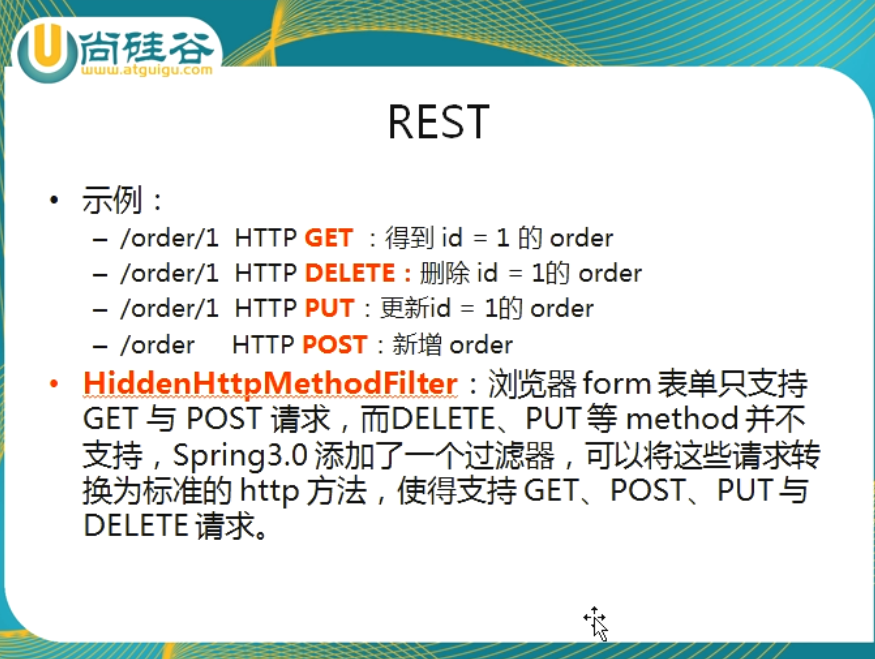 尚硅谷
www.atguigu.com
REST
• 示例：
– /order/1 HTTP GET ：得到 id = 1 的 order
– /order/1 HTTP DELETE：删除 id = 1的 order
– /order/1 HTTP PUT：更新id = 1的 order
– /order HTTP POST：新增 order
• HiddenHttpMethodFilter：浏览器 form 表单只支持
GET 与 POST 请求，而DELETE、PUT 等 method 并不
支持，Spring3.0 添加了一个过滤器，可以将这些请求转
换为标准的 http 方法，使得支持 GET、POST、PUT 与
DELETE 请求。